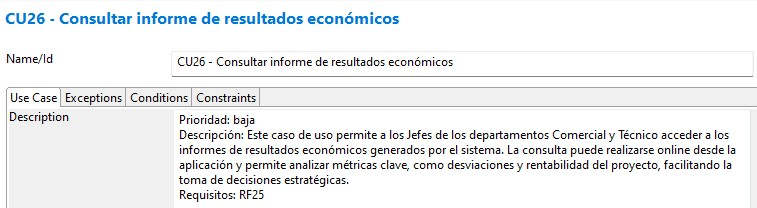 CU26 - Consultar informe de resultados económicos
Name/Id
CU26 - Consultar informe de resultados económicos
Use Case Exceptions Conditions Constraints
Description
Prioridad: baja
Descripción: Este caso de uso permite a los Jefes de los departamentos Comercial y Técnico acceder a los
informes de resultados económicos generados por el sistema. La consulta puede realizarse online desde la
aplicación y permite analizar métricas clave, como desviaciones y rentabilidad del proyecto, facilitando la
toma de decisiones estratégicas.
Requisitos: RF25